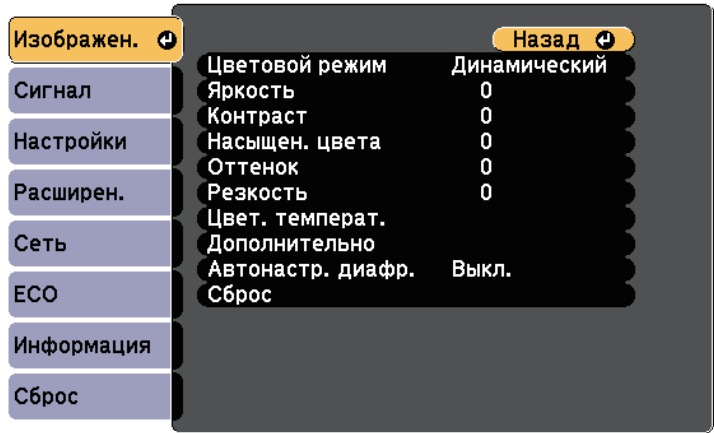 Изображен.
Сигнал
Настройки
Расширен.
Сеть
ECO
Информация
Сброс
Назад
Цветовой режим Динамический
Яркость 0
Контраст 0
Насыщен. цвета 0
Оттенок 0
Резкость 0
Цвет. температ.
Дополнительно
Автонастр. диафр. Выкл.
Сброс